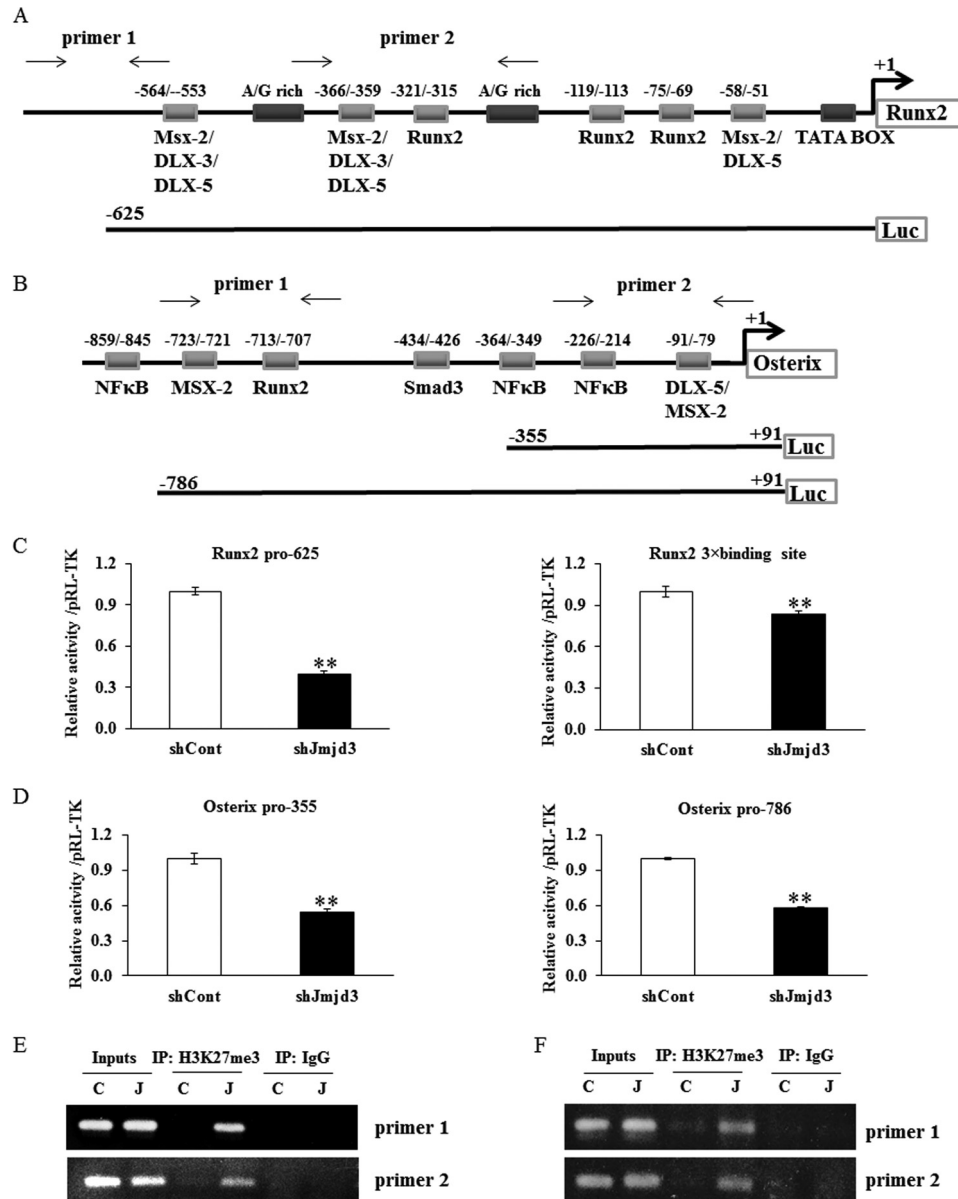 A
primer 1
primer 2
+1
-564/--553
A/G rich
-366/-359
-321/-315
A/G rich
-119/-113
-75/-69
-58/-51
Runx2
Msx-2/
DLX-3/
DLX-5
Msx-2/
DLX-3/
DLX-5
Runx2
Runx2
Runx2
Msx-2/
DLX-5
TATA BOX
-625
Luc
B
primer 1
primer 2
+1
-859/-845
-723/-721
-713/-707
-434/-426
-364/-349
-226/-214
-91/-79
Osterix
NFκB
MSX-2
Runx2
Smad3
NFκB
NFκB
DLX-5/
MSX-2
-355
+91
Luc
-786
+91
Luc
C
Runx2 pro-625
Relative acitvity /pRL-TK
1.2
0.9
0.6
0.3
0.0
**
shCont
shJmjd3
Runx2 3×binding site
Relative acitvity /pRL-TK
1.2
0.9
0.6
0.3
0.0
**
shCont
shJmjd3
D
Osterix pro-355
Relative acitvity /pRL-TK
1.2
0.9
0.6
0.3
0.0
**
shCont
shJmjd3
Osterix pro-786
Relative acitvity /pRL-TK
1.2
0.9
0.6
0.3
0.0
**
shCont
shJmjd3
E
Inputs
IP: H3K27me3
IP: IgG
C J C J C J
primer 1
primer 2
F
Inputs
IP: H3K27me3
IP: IgG
C J C J C J
primer 1
primer 2